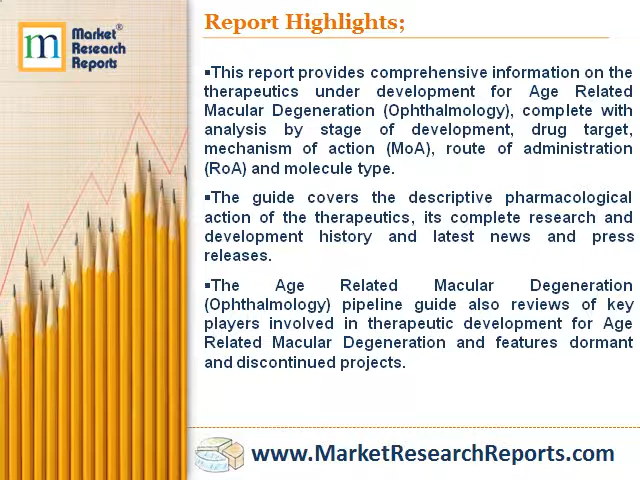 m
Market®
Research
Reports
Report Highlights;
▪This report provides comprehensive information on the
therapeutics under development for Age Related
Macular Degeneration (Ophthalmology), complete with
analysis by stage of development, drug target,
mechanism of action (MoA), route of administration
(RoA) and molecule type.
▪The guide covers the descriptive pharmacological
action of the therapeutics, its complete research and
development history and latest news and press
releases.
▪The Age Related Macular Degeneration
(Ophthalmology) pipeline guide also reviews of key
players involved in therapeutic development for Age
Related Macular Degeneration and features dormant
and discontinued projects.
www.MarketResearchReports.com